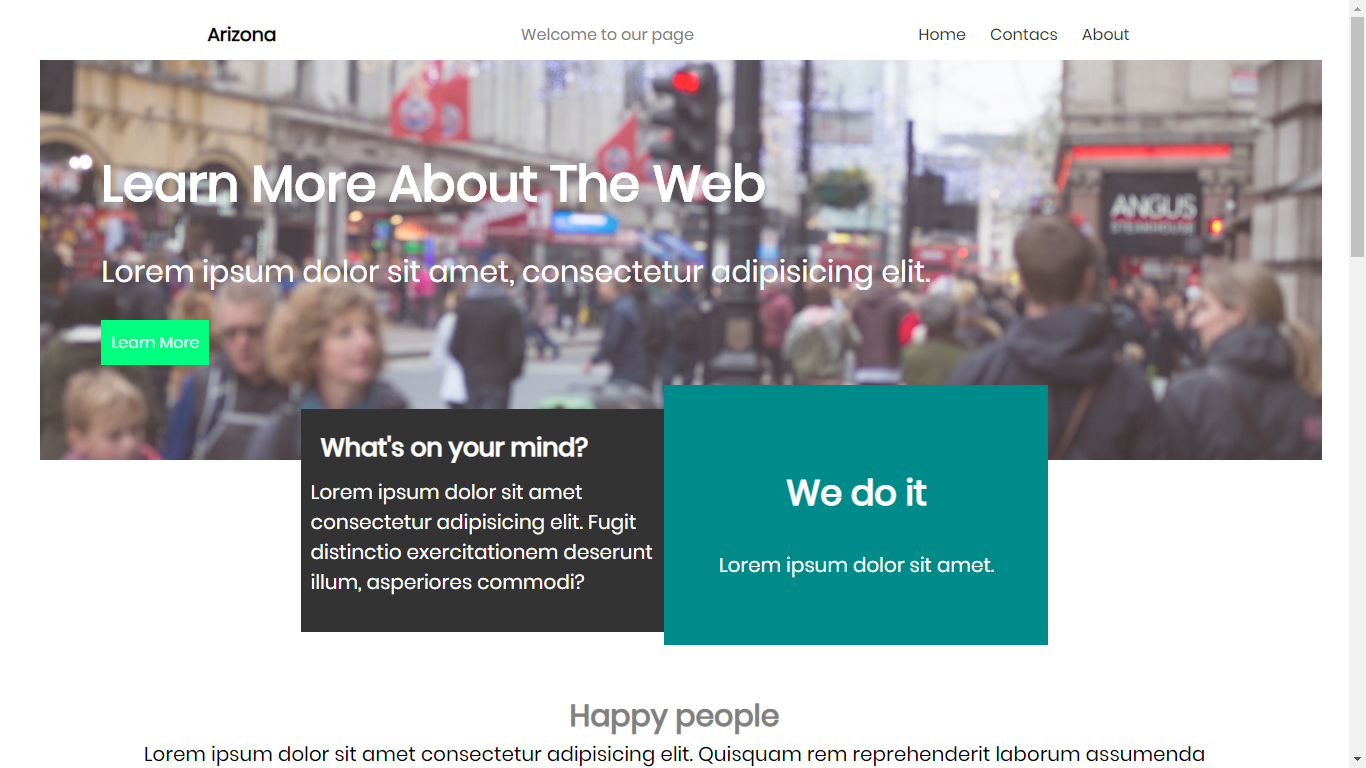 Arizona
Welcome to our page
Home
Contacs
About
Learn More About The Web
Lorem ipsum dolor sit amet, consectetur adipisicing elit.
Learn More
ANGUS
STEAKHOUSE
What's on your mind?
Lorem ipsum dolor sit amet
consectetur adipisicing elit. Fugit
distinctio exercitationem deserunt
illum, asperiores commodi?
We do it
Lorem ipsum dolor sit amet.
Happy people
Lorem ipsum dolor sit amet consectetur adipisicing elit. Quisquam rem reprehenderit laborum assumenda